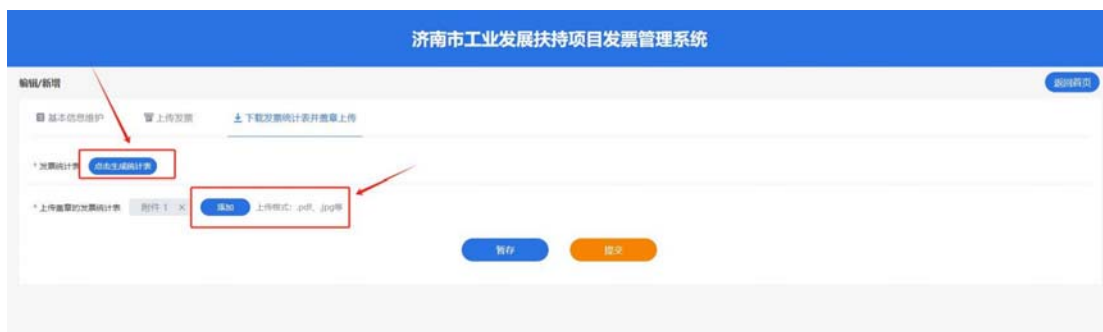 济南市工业发展扶持项目发票管理系统
编辑/新增 返回首页
基本信息维护 上传发票 下载发票统计表并盖章上传
* 发票统计表 点击生成统计表
* 上传盖章的发票统计表 附件 1 × 添加 上传格式: .pdf、.jpg等
暂存 提交